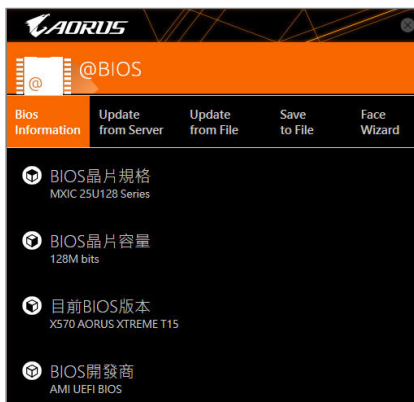 AORUS
@BIOS
@
Bios Information
Update from Server
Update from File
Save to File
Face Wizard
BIOS晶片規格
MXIC 25U128 Series
BIOS晶片容量
128M bits
目前BIOS版本
X570 AORUS XTREME T15
BIOS開發商
AMI UEFI BIOS